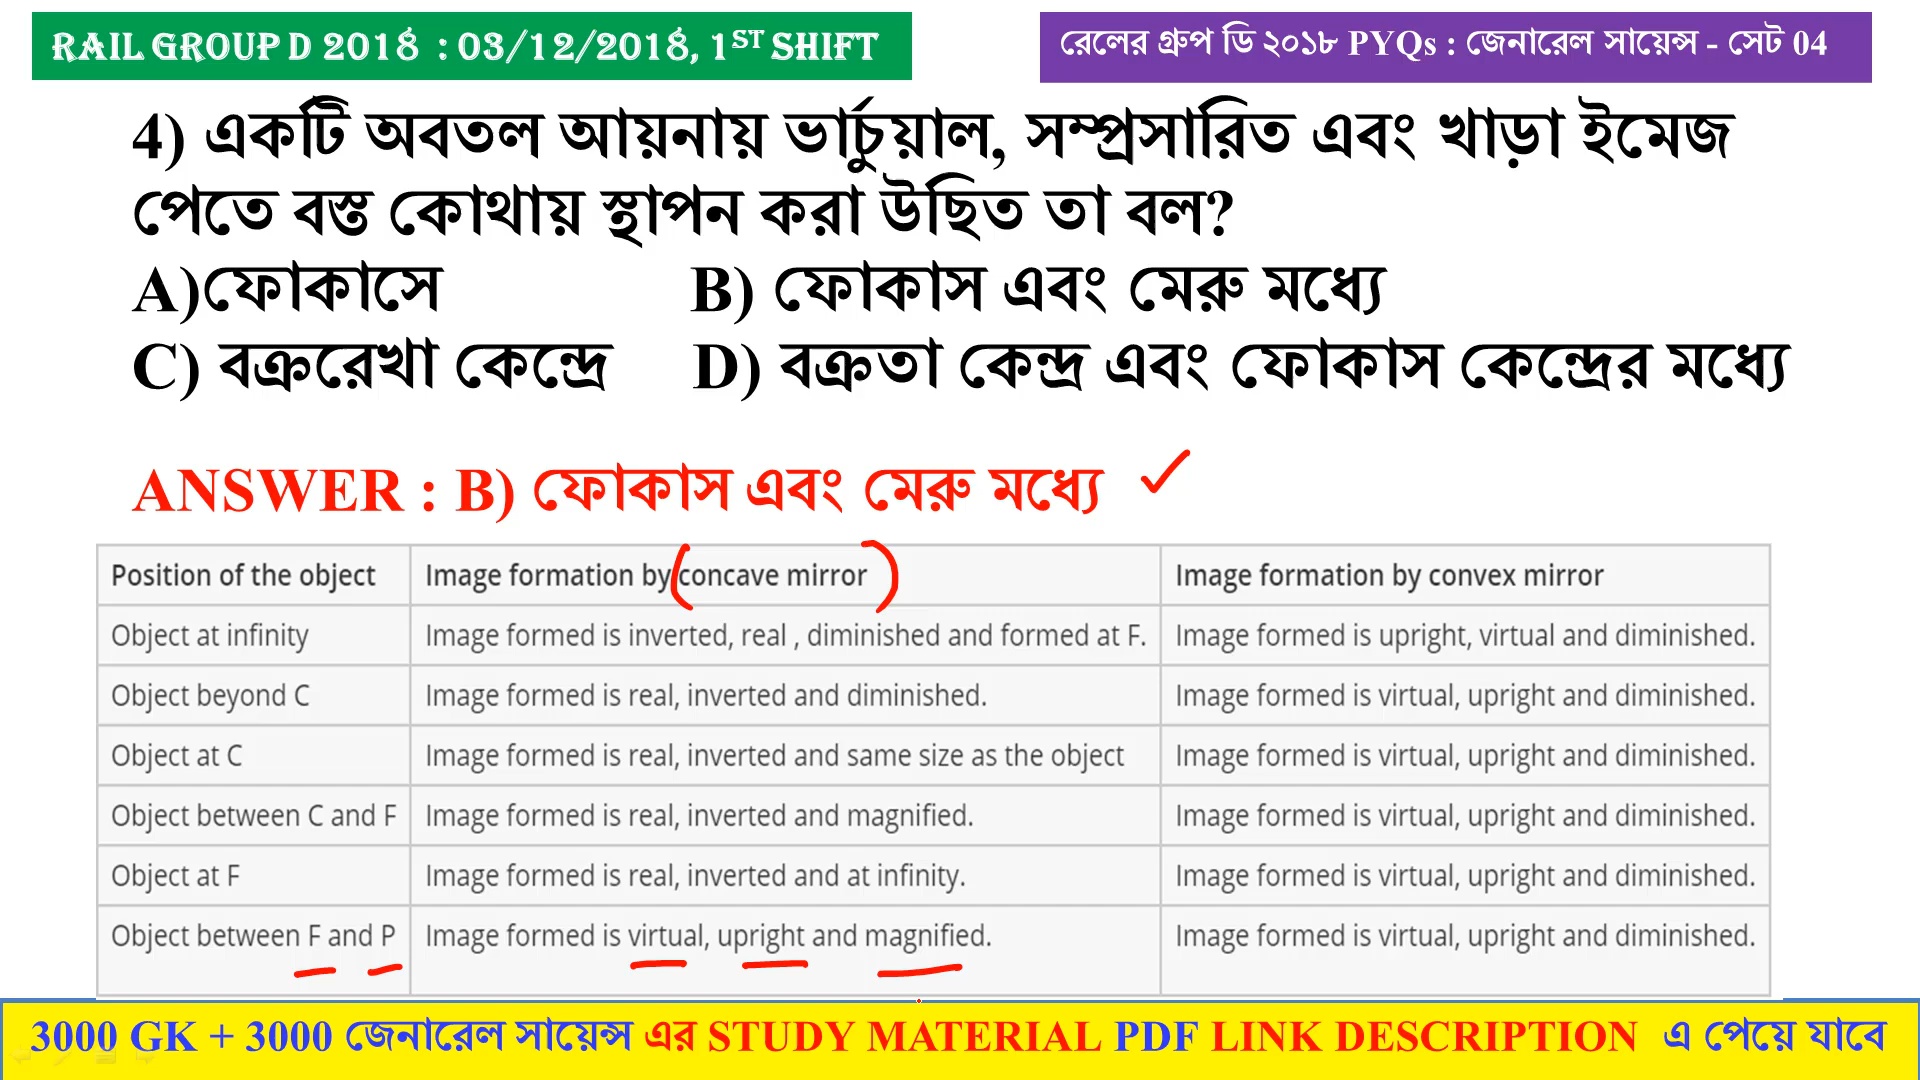 RAIL GROUP D 2018 : 03/12/2018, 1ST SHIFT
রেলের গ্রুপ ডি ২০১৮ PYQs : জেনারেল সায়েন্স - সেট 04
4) একটি অবতল আয়নায় ভার্চুয়াল, সম্প্রসারিত এবং খাড়া ইমেজ
পেতে বস্তু কোথায় স্থাপন করা উছিত তা বল?
A)ফোকাসে B) ফোকাস এবং মেরু মধ্যে
C) বক্ররেখা কেন্দ্রে D) বক্রতা কেন্দ্র এবং ফোকাস কেন্দ্রের মধ্যে
ANSWER : B) ফোকাস এবং মেরু মধ্যে
Position of the object Image formation by concave mirror Image formation by convex mirror
Object at infinity Image formed is inverted, real , diminished and formed at F. Image formed is upright, virtual and diminished.
Object beyond C Image formed is real, inverted and diminished. Image formed is virtual, upright and diminished.
Object at C Image formed is real, inverted and same size as the object Image formed is virtual, upright and diminished.
Object between C and F Image formed is real, inverted and magnified. Image formed is virtual, upright and diminished.
Object at F Image formed is real, inverted and at infinity. Image formed is virtual, upright and diminished.
Object between F and P Image formed is virtual, upright and magnified. Image formed is virtual, upright and diminished.
3000 GK + 3000 জেনারেল সায়েন্স এর STUDY MATERIAL PDF LINK DESCRIPTION এ পেয়ে যাবে